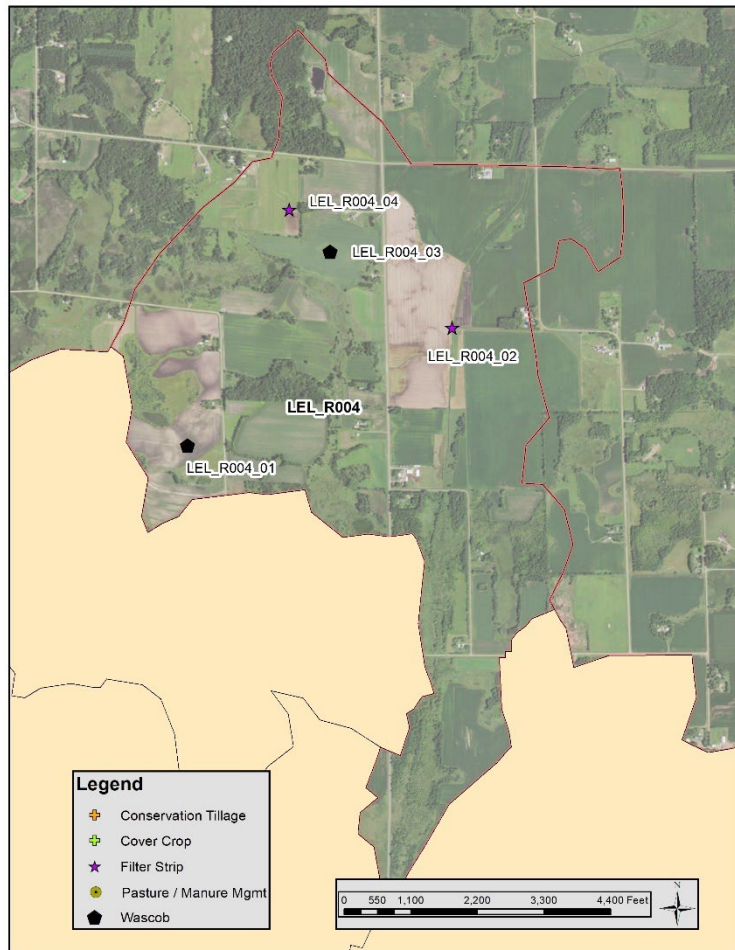 LEL_R004_04
LEL_R004_03
LEL_R004_02
LEL_R004
LEL_R004_01
Legend
Conservation Tillage
Cover Crop
Filter Strip
Pasture / Manure Mgmt
Wascob
N
0 550 1,100 2,200 3,300 4,400 Feet